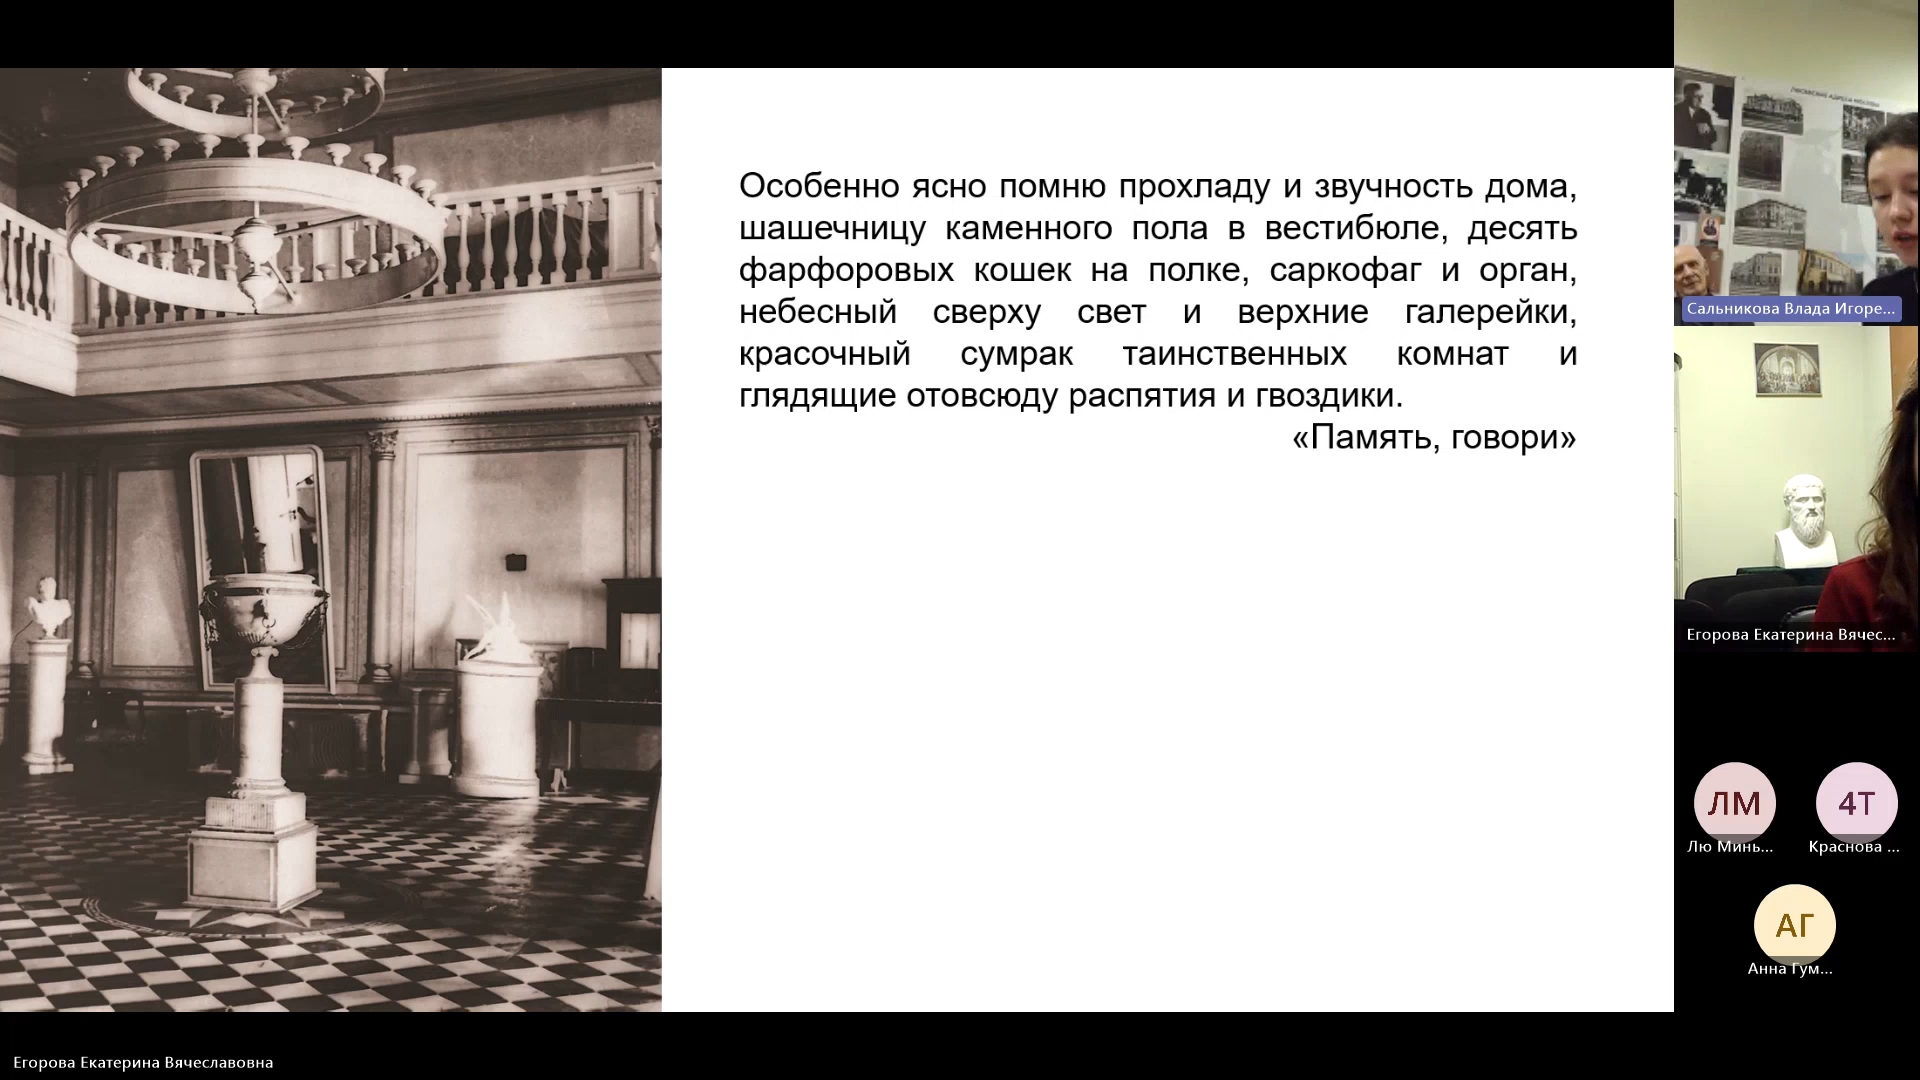 Особенно ясно помню прохладу и звучность дома,
шашечницу каменного пола в вестибюле, десять
фарфоровых кошек на полке, саркофаг и орган,
небесный сверху свет и верхние галерейки,
красочный сумрак таинственных комнат и
глядящие отовсюду распятия и гвоздики.
«Память, говори»
Сальникова Влада Игоре...
Егорова Екатерина Вячес...
ЛМ
4Т
Лю Минь...
Краснова ...
АГ
Анна Гум...
Егорова Екатерина Вячеславовна